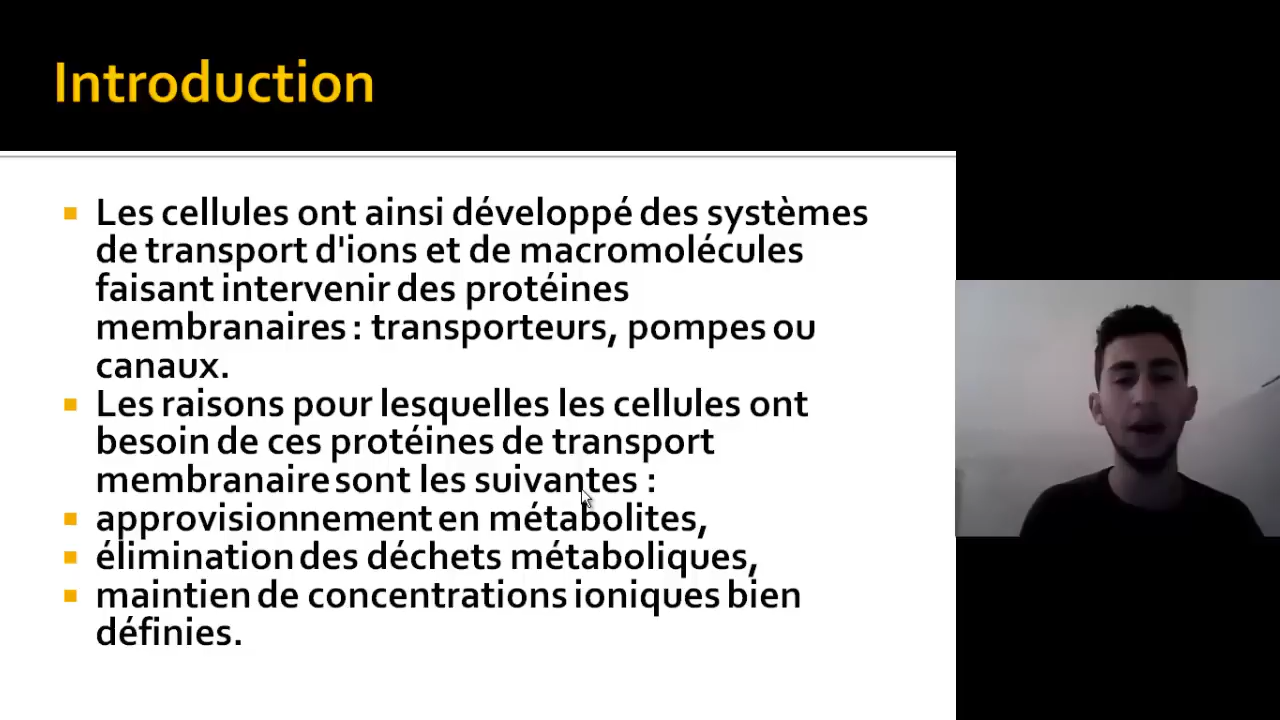 Introduction
Les cellules ont ainsi développé des systèmes
de transport d'ions et de macromolécules
faisant intervenir des protéines
membranaires : transporteurs, pompes ou
canaux.
Les raisons pour lesquelles les cellules ont
besoin de ces protéines de transport
membranaire sont les suivantes :
approvisionnement en métabolites,
élimination des déchets métaboliques,
maintien de concentrations ioniques bien
définies.